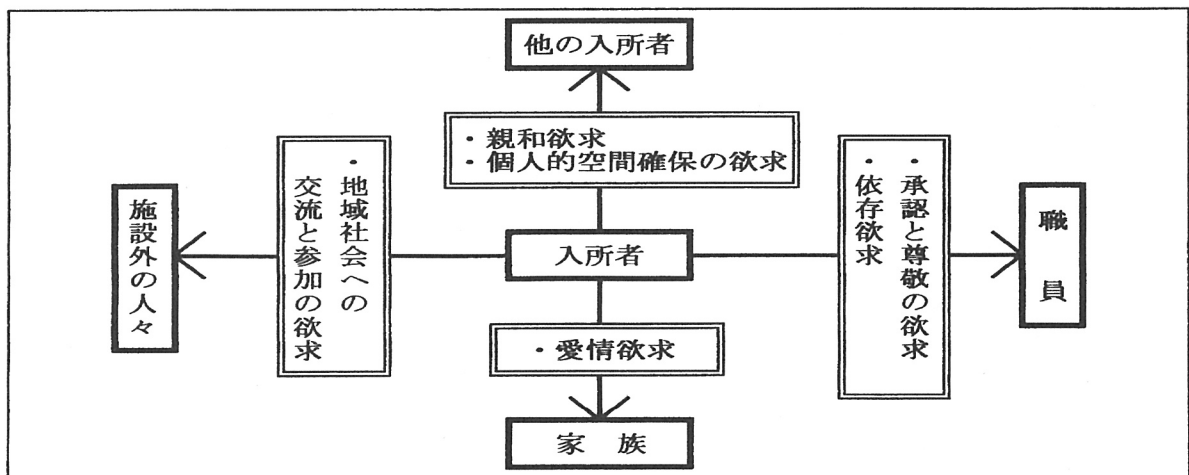 他の入所者
・親和欲求
・個人的空間確保の欲求
・地域社会への
交流と参加の欲求
施設外の人々
入所者
・承認と尊敬の欲求
・依存欲求
職員
・愛情欲求
家族